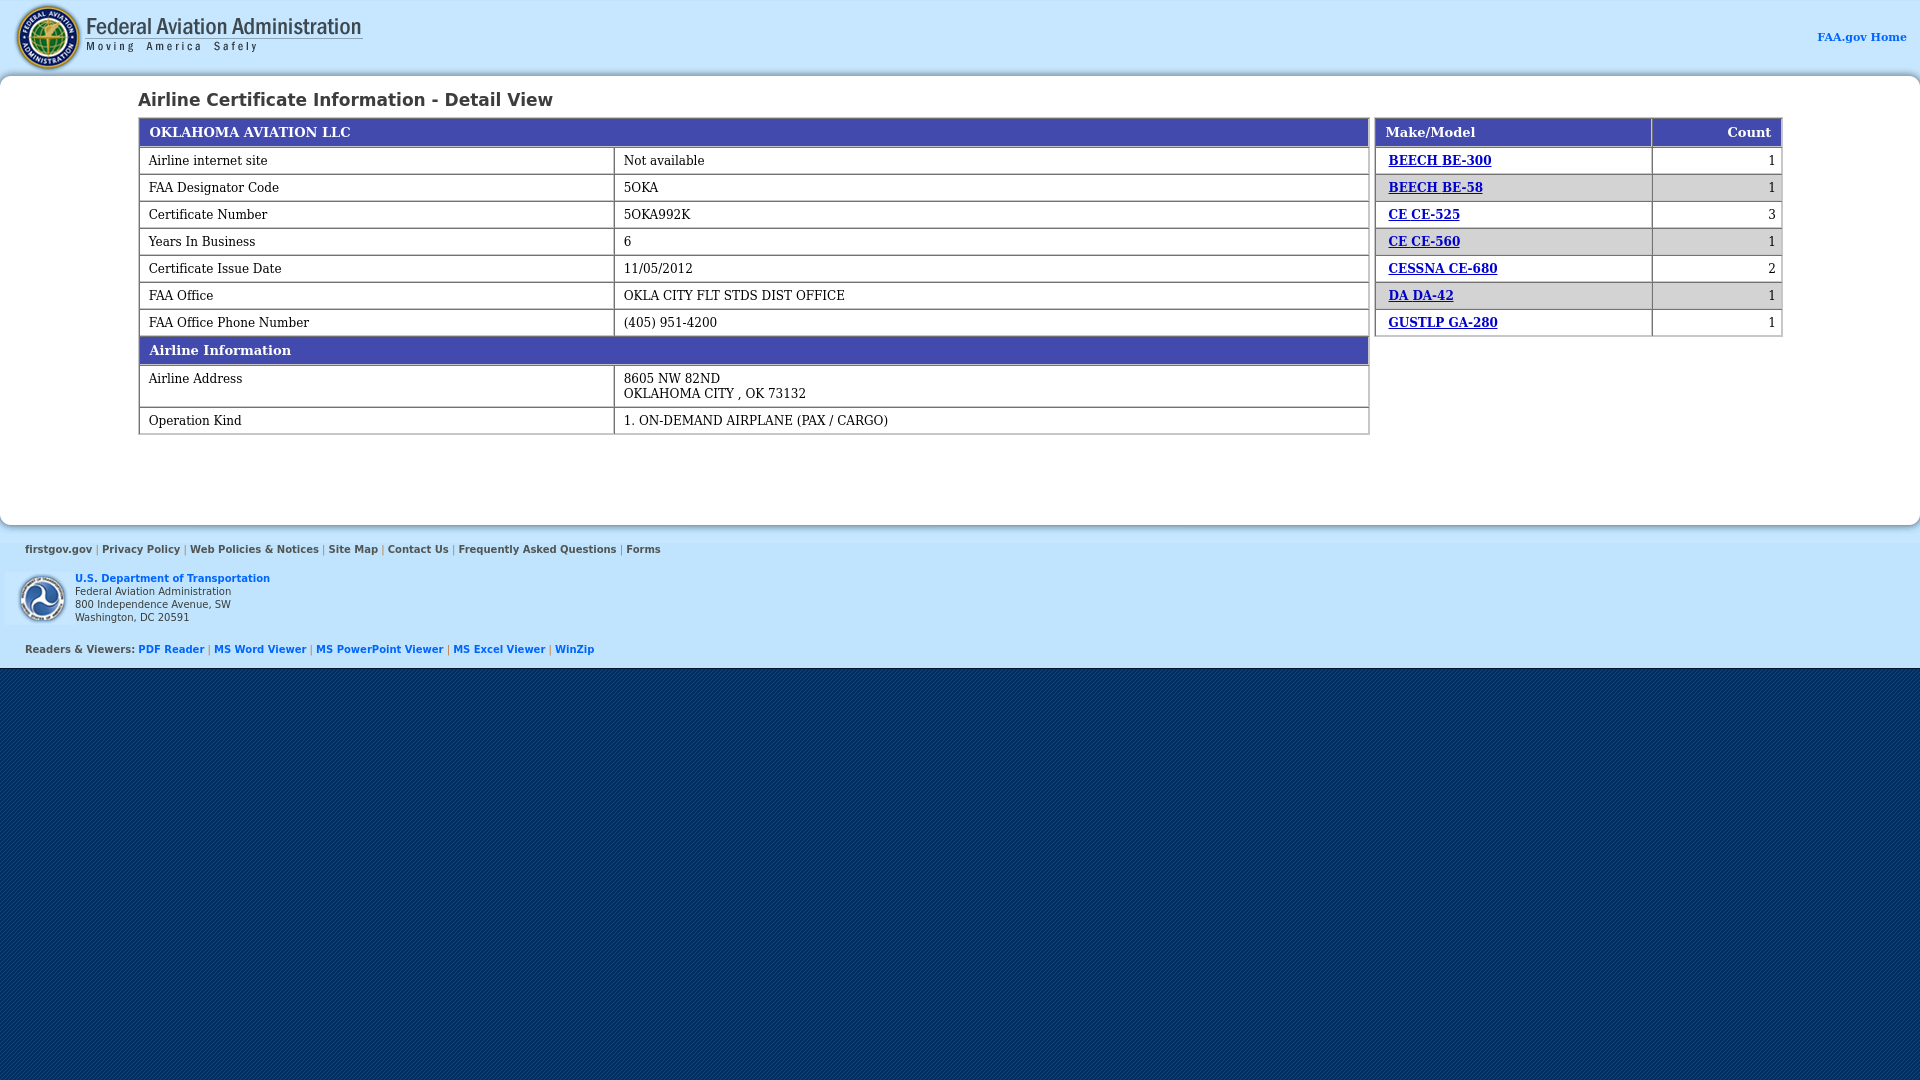 Federal Aviation Administration
Moving America Safely
FAA.gov Home
Airline Certificate Information - Detail View
OKLAHOMA AVIATION LLC
Airline internet site Not available
FAA Designator Code 5OKA
Certificate Number 5OKA992K
Years In Business 6
Certificate Issue Date 11/05/2012
FAA Office OKLA CITY FLT STDS DIST OFFICE
FAA Office Phone Number (405) 951-4200
Airline Information
Airline Address 8605 NW 82ND
OKLAHOMA CITY , OK 73132
Operation Kind 1. ON-DEMAND AIRPLANE (PAX / CARGO)
Make/Model Count
BEECH BE-300 1
BEECH BE-58 1
CE CE-525 3
CE CE-560 1
CESSNA CE-680 2
DA DA-42 1
GUSTLP GA-280 1
firstgov.gov | Privacy Policy | Web Policies & Notices | Site Map | Contact Us | Frequently Asked Questions | Forms
U.S. Department of Transportation
Federal Aviation Administration
800 Independence Avenue, SW
Washington, DC 20591
Readers & Viewers: PDF Reader | MS Word Viewer | MS PowerPoint Viewer | MS Excel Viewer | WinZip